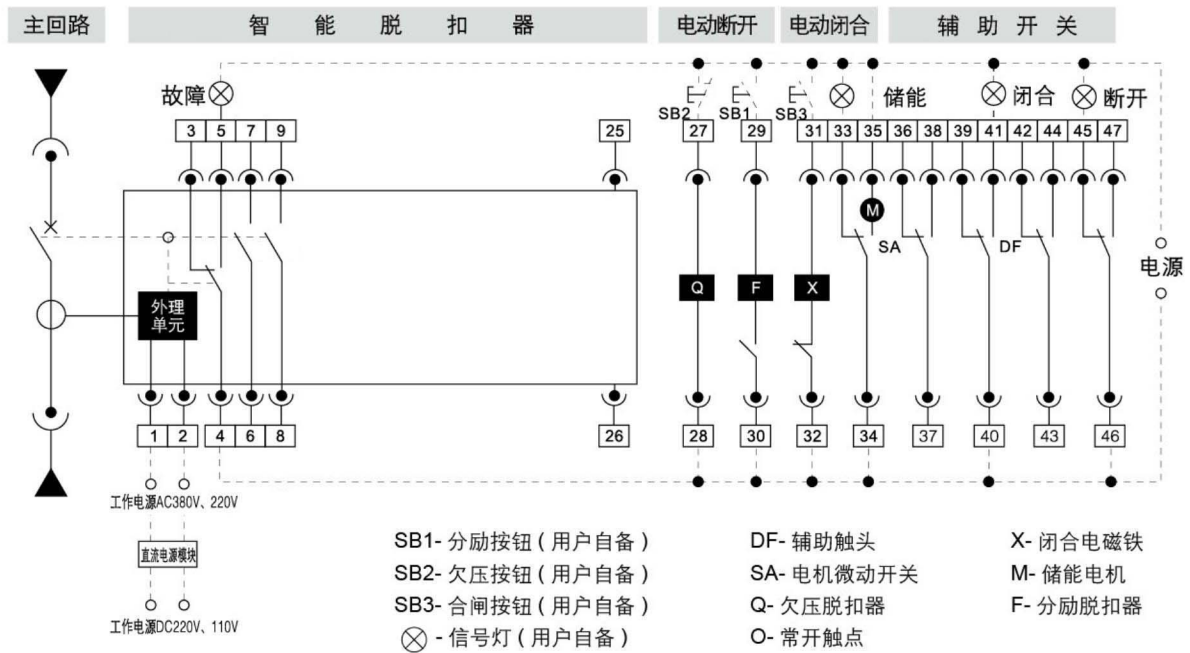 主回路 智能脱扣器 电动断开 电动闭合 辅助开关
故障 储能 闭合 断开
SB2 SB1 SB3
3 5 7 9 25 27 29 31 33 35 36 38 39 41 42 44 45 47
M
SA DF
电源
Q F X
外理
单元
1 2 4 6 8 26 28 30 32 34 37 40 43 46
工作电源AC380V、220V
直流电源模块
工作电源DC220V、110V
SB1- 分励按钮 ( 用户自备 ) DF- 辅助触头 X- 闭合电磁铁
SB2- 欠压按钮 ( 用户自备 ) SA- 电机微动开关 M- 储能电机
SB3- 合闸按钮 ( 用户自备 ) Q- 欠压脱扣器 F- 分励脱扣器
- 信号灯 ( 用户自备 ) O- 常开触点